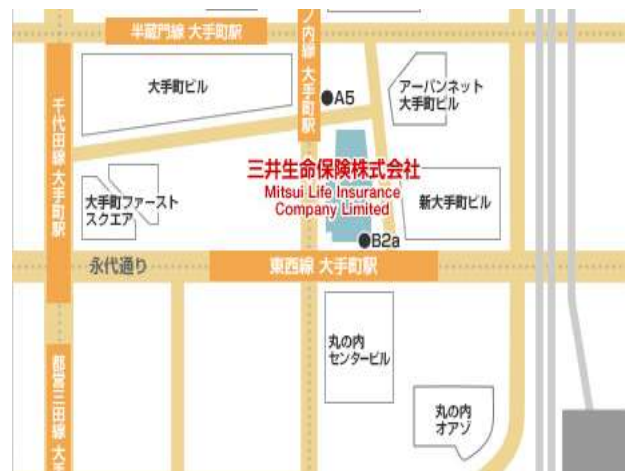 半蔵門線 大手町駅
ノ内線 大手町駅
大手町ビル
●A5
アーバンネット
大手町ビル
千代田線 大手町駅
三井生命保険株式会社
Mitsui Life Insurance
Company Limited
大手町ファースト
スクエア
新大手町ビル
●B2a
永代通り
東西線 大手町駅
丸の内
センタービル
都営三田線 大手
丸の内
オアゾ